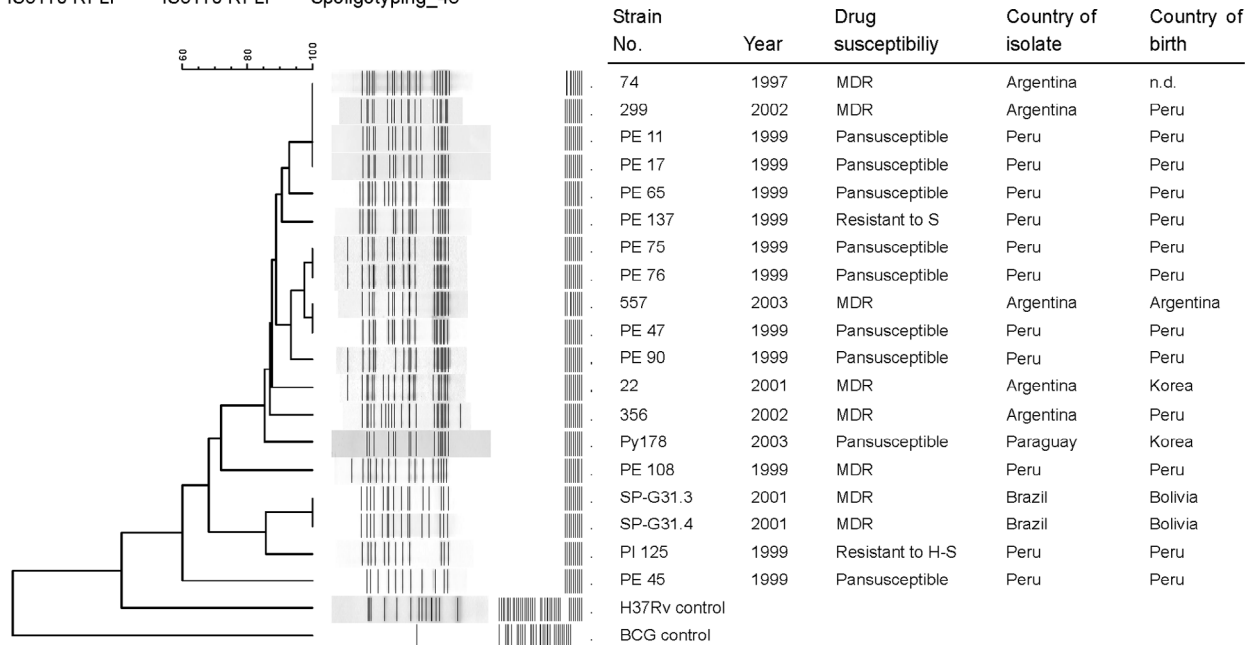 IS6110 RFLP IS6110 RFLP Spoligotyping_43
60 80 100
Strain No. Year Drug susceptibiliy Country of isolate Country of birth
74 1997 MDR Argentina n.d.
299 2002 MDR Argentina Peru
PE 11 1999 Pansusceptible Peru Peru
PE 17 1999 Pansusceptible Peru Peru
PE 65 1999 Pansusceptible Peru Peru
PE 137 1999 Resistant to S Peru Peru
PE 75 1999 Pansusceptible Peru Peru
PE 76 1999 Pansusceptible Peru Peru
557 2003 MDR Argentina Argentina
PE 47 1999 Pansusceptible Peru Peru
PE 90 1999 Pansusceptible Peru Peru
22 2001 MDR Argentina Korea
356 2002 MDR Argentina Peru
Py178 2003 Pansusceptible Paraguay Korea
PE 108 1999 MDR Peru Peru
SP-G31.3 2001 MDR Brazil Bolivia
SP-G31.4 2001 MDR Brazil Bolivia
PI 125 1999 Resistant to H-S Peru Peru
PE 45 1999 Pansusceptible Peru Peru
H37Rv control
BCG control